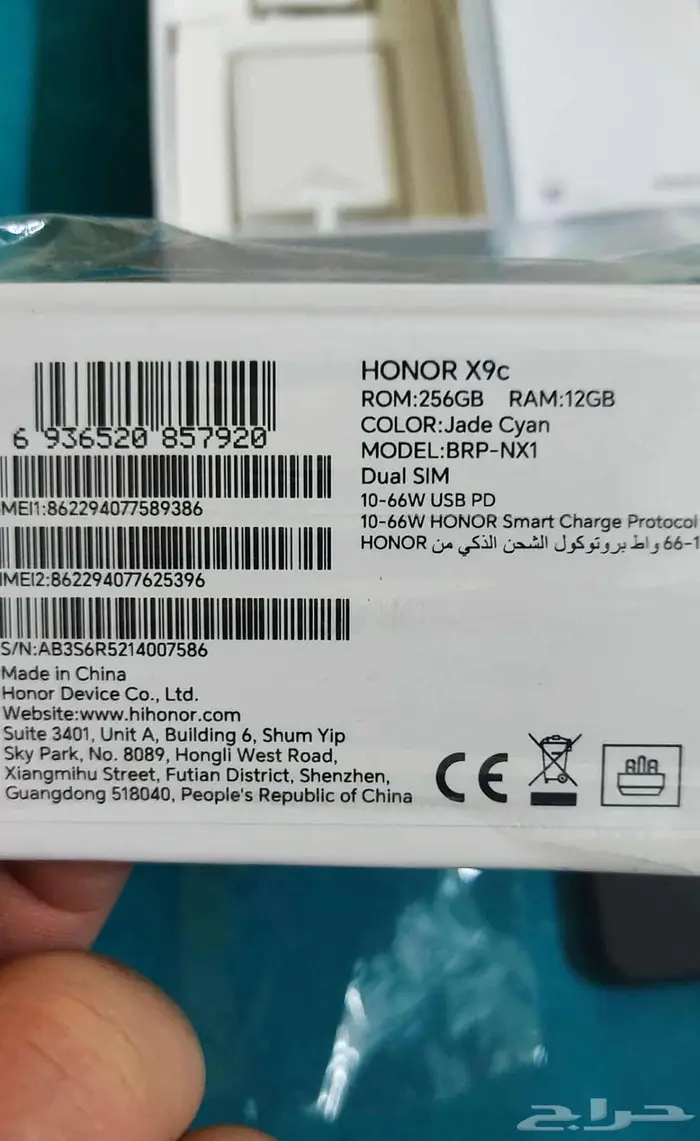 6 936520 857920
MEI1:862294077589386
IMEI2:862294077625396
S/N:AB3S6R5214007586
Made in China
Honor Device Co., Ltd.
Website:www.hihonor.com
Suite 3401, Unit A, Building 6, Shum Yip
Sky Park, No. 8089, Hongli West Road,
Xiangmihu Street, Futian District, Shenzhen,
Guangdong 518040, People's Republic of China
HONOR X9c
ROM:256GB RAM:12GB
COLOR:Jade Cyan
MODEL:BRP-NX1
Dual SIM
10-66W USB PD
10-66W HONOR Smart Charge Protocol
66-1 واط بروتوكول الشحن الذكي من HONOR
CE
حراج